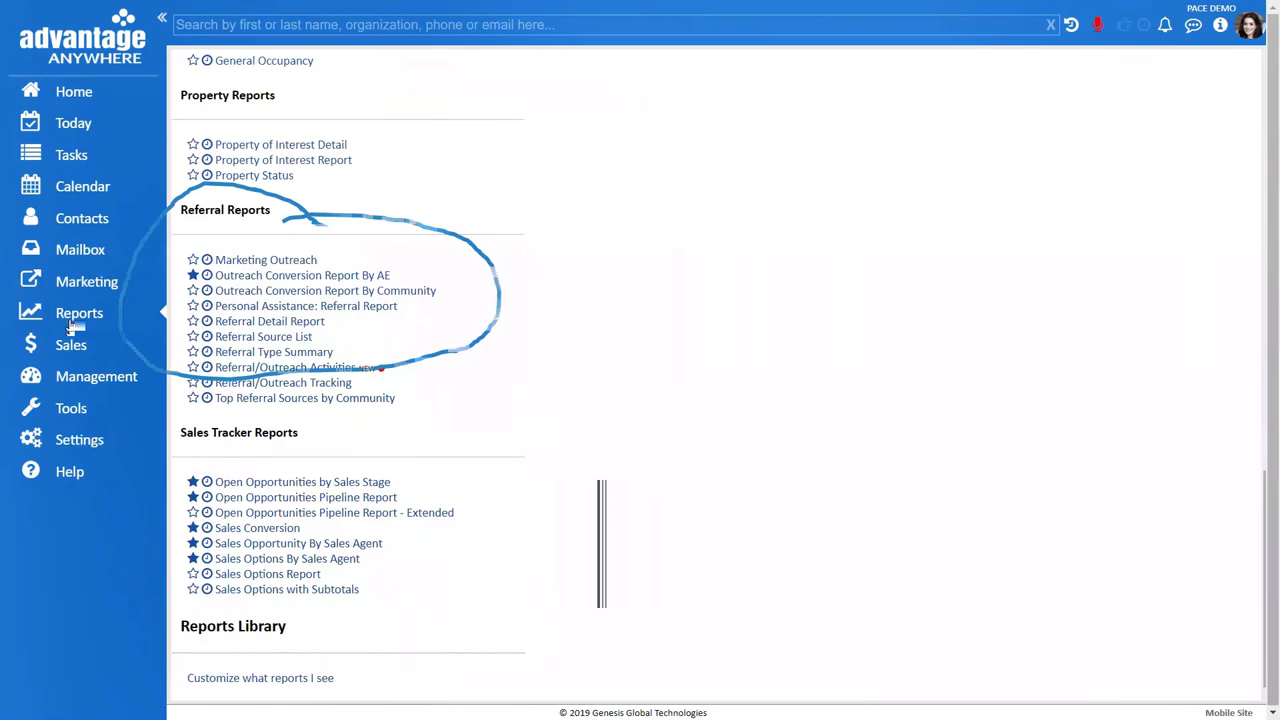 PACE DEMO
advantage
ANYWHERE
Search by first or last name, organization, phone or email here...
X
Home
Today
Tasks
Calendar
Contacts
Mailbox
Marketing
Reports
Sales
Management
Tools
Settings
Help
General Occupancy
Property Reports
Property of Interest Detail
Property of Interest Report
Property Status
Referral Reports
Marketing Outreach
Outreach Conversion Report By AE
Outreach Conversion Report By Community
Personal Assistance: Referral Report
Referral Detail Report
Referral Source List
Referral Type Summary
Referral/Outreach Activities NEW
Referral/Outreach Tracking
Top Referral Sources by Community
Sales Tracker Reports
Open Opportunities by Sales Stage
Open Opportunities Pipeline Report
Open Opportunities Pipeline Report - Extended
Sales Conversion
Sales Opportunity By Sales Agent
Sales Options By Sales Agent
Sales Options Report
Sales Options with Subtotals
Reports Library
Customize what reports I see
© 2019 Genesis Global Technologies
Mobile Site